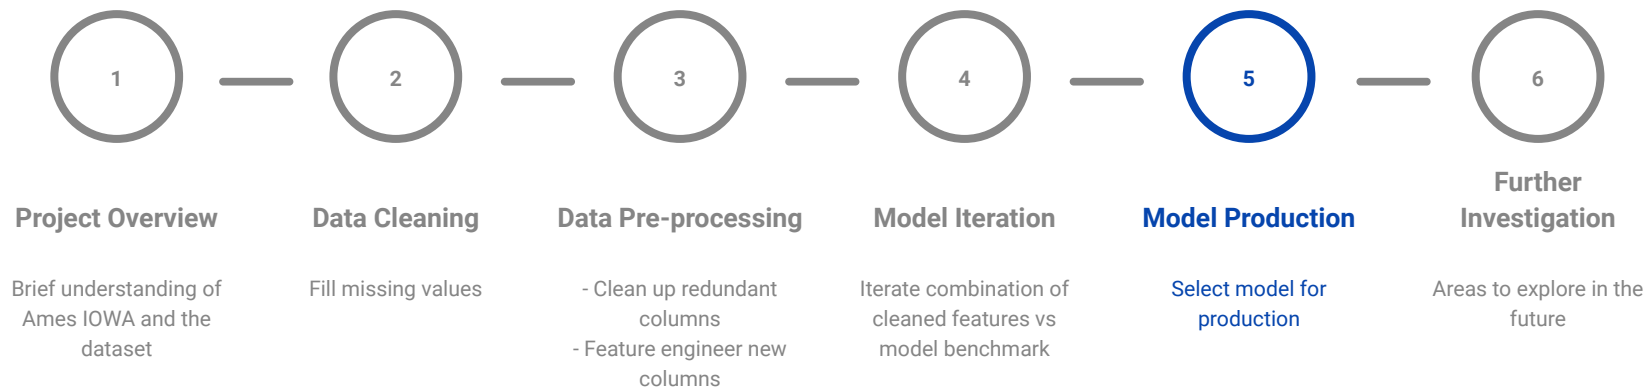 1
2
3
4
5
6
Project Overview
Brief understanding of
Ames IOWA and the
dataset
Data Cleaning
Fill missing values
Data Pre-processing
- Clean up redundant
columns
- Feature engineer new
columns
Model Iteration
Iterate combination of
cleaned features vs
model benchmark
Model Production
Select model for
production
Further
Investigation
Areas to explore in the
future